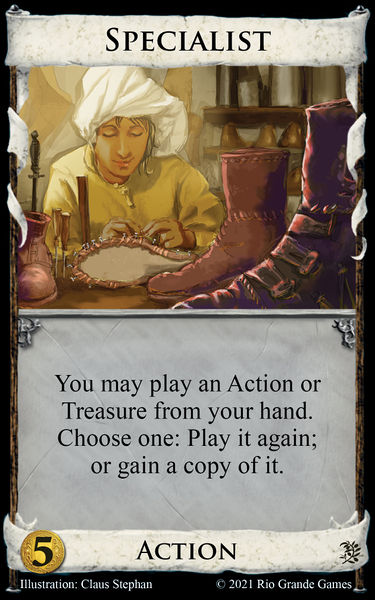 SPECIALIST
You may play an Action or
Treasure from your hand.
Choose one: Play it again;
or gain a copy of it.
5 ACTION
Illustration: Claus Stephan © 2021 Rio Grande Games